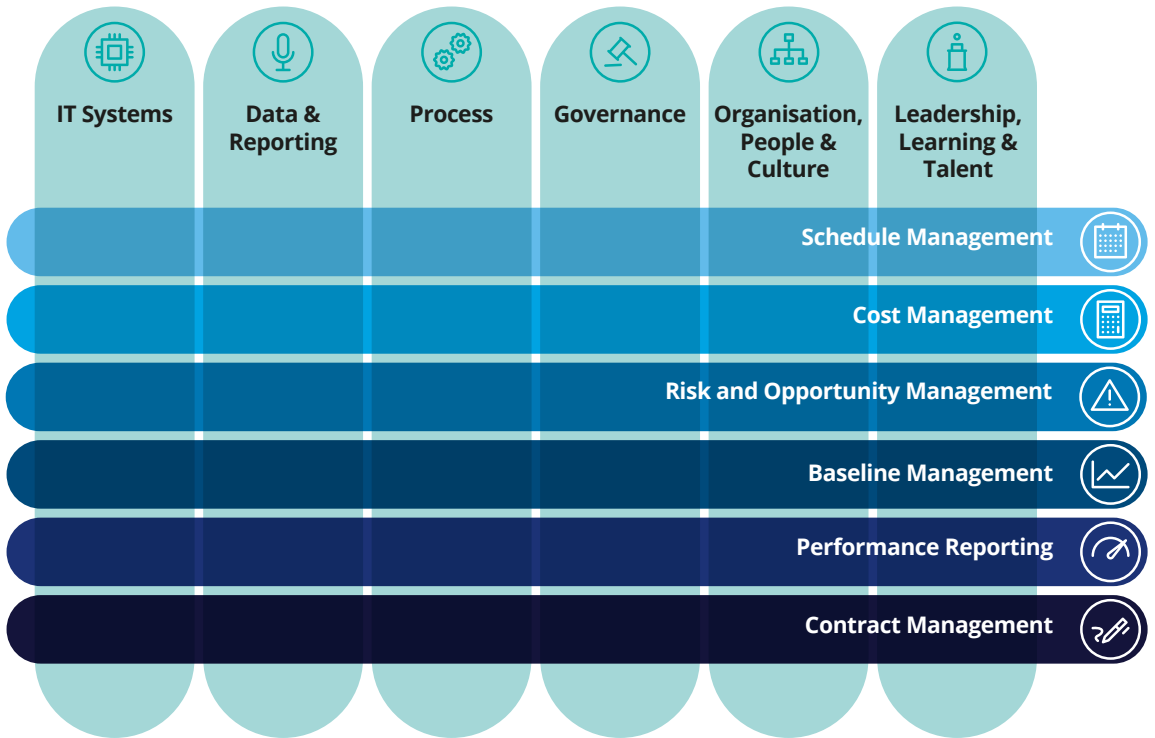 IT Systems
Data &
Reporting
Process
Governance
Organisation,
People &
Culture
Leadership,
Learning &
Talent
Schedule Management
Cost Management
Risk and Opportunity Management
Baseline Management
Performance Reporting
Contract Management